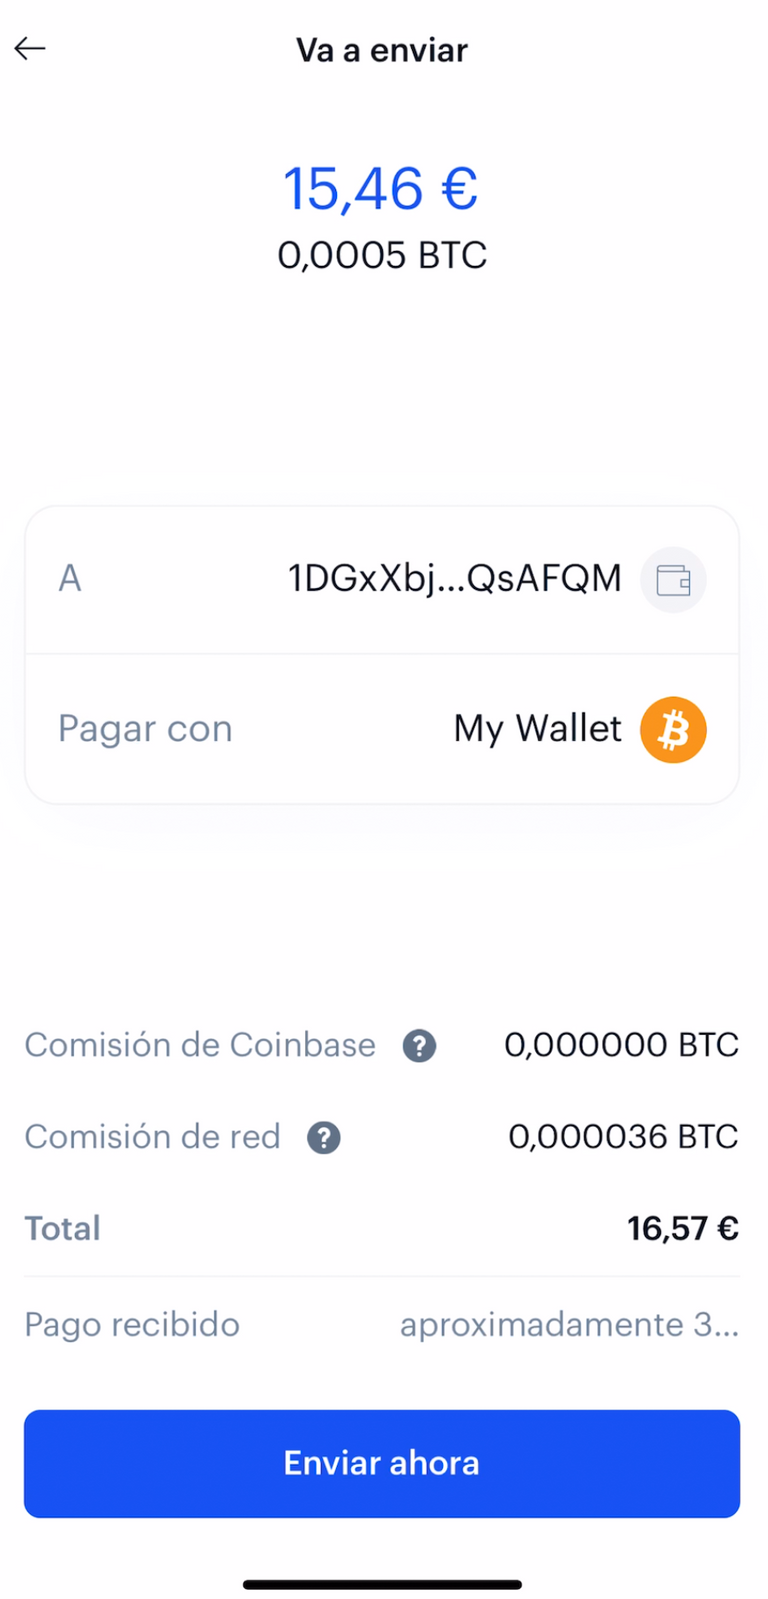 Va a enviar
15,46 €
0,0005 BTC
A 1DGxXbj...QsAFQM
Pagar con My Wallet
Comisión de Coinbase ? 0,000000 BTC
Comisión de red ? 0,000036 BTC
Total 16,57 €
Pago recibido aproximadamente 3...
Enviar ahora